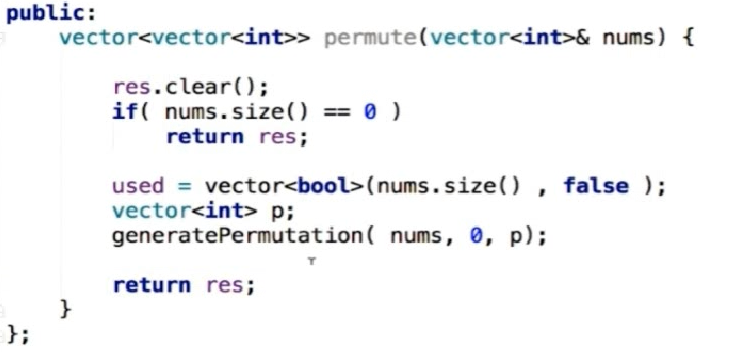 public:
    vector<vector<int>> permute(vector<int>& nums) {
        res.clear();
        if( nums.size() == 0 )
            return res;
        used = vector<bool>(nums.size() , false );
        vector<int> p;
        generatePermutation( nums, 0, p);
        return res;
    }
};